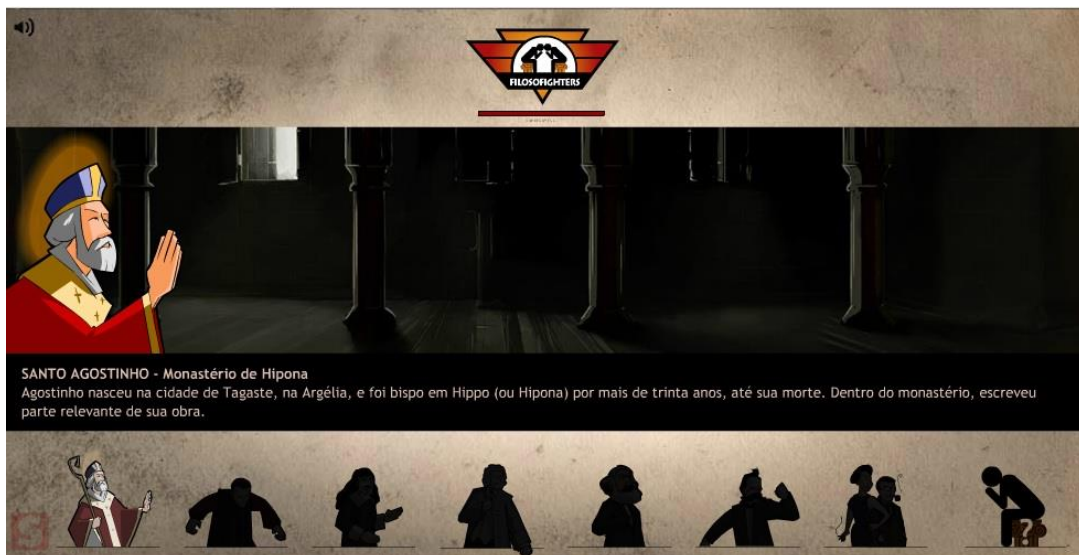 FILOSOFIGHTERS
SANTO AGOSTINHO - Monastério de Hipona
Agostinho nasceu na cidade de Tagaste, na Argélia, e foi bispo em Hippo (ou Hipona) por mais de trinta anos, até sua morte. Dentro do monastério, escreveu
parte relevante de sua obra.
S
?